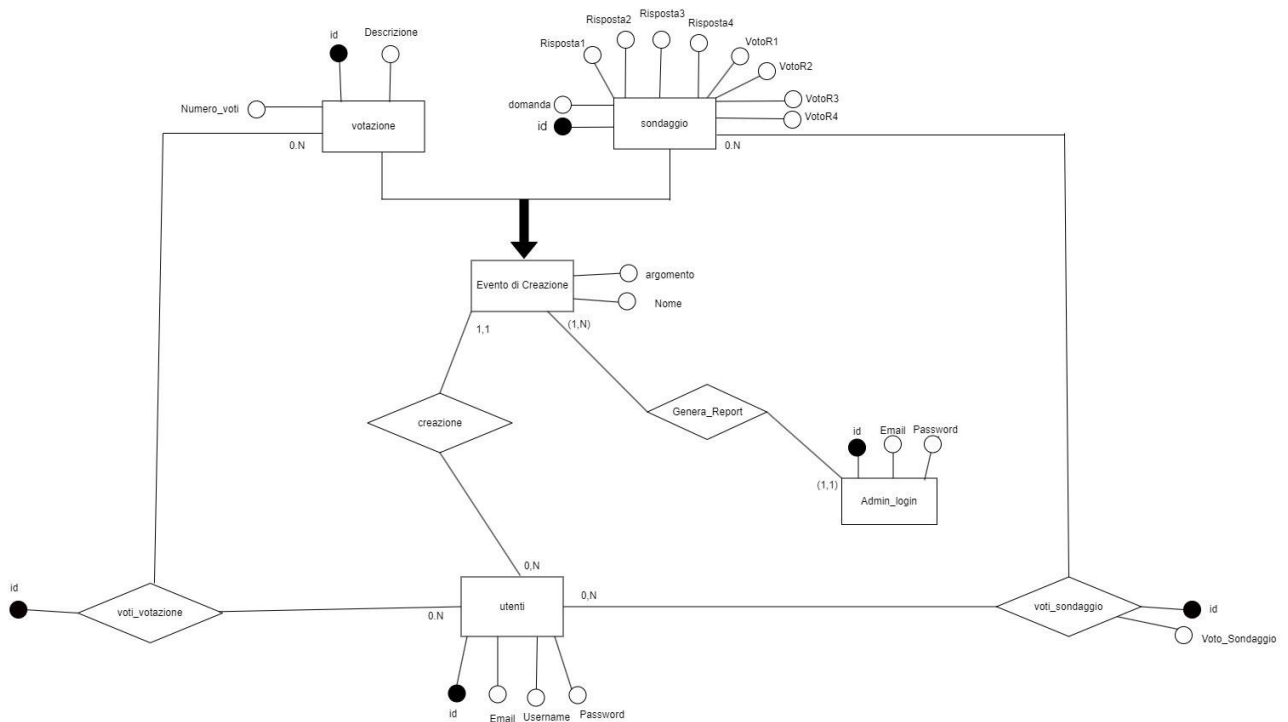 Risposta3
Risposta2
Risposta4
id
Descrizione
Risposta1
VotoR1
VotoR2
Numero_voti
domanda
VotoR3
votazione
id
sondaggio
VotoR4
0.N
0.N
Evento di Creazione
argomento
Nome
1,1
(1,N)
creazione
Genera_Report
id
Email
Password
(1,1)
Admin_login
0,N
id
0,N
voti_votazione
0.N
utenti
voti_sondaggio
id
Voto_Sondaggio
id
Email
Username
Password